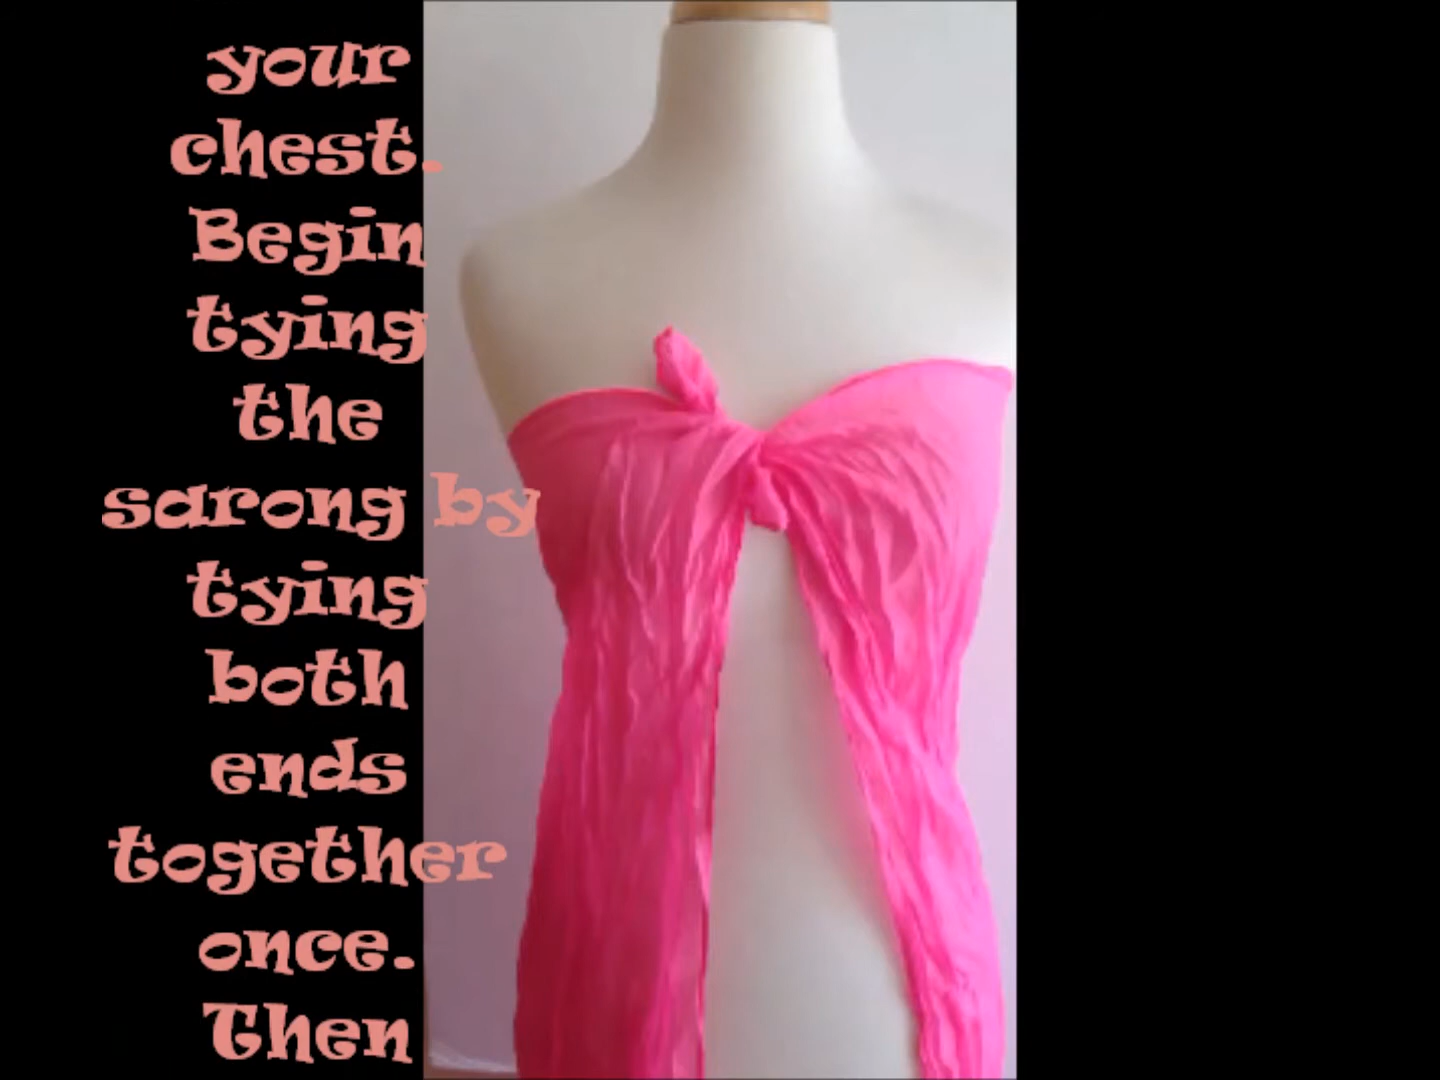 your
chest.
Begin
tying
the
sarong by
tying
both
ends
together
once.
Then